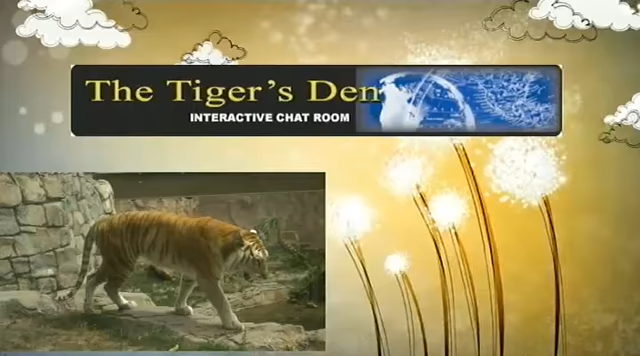 The Tiger's Den
INTERACTIVE CHAT ROOM